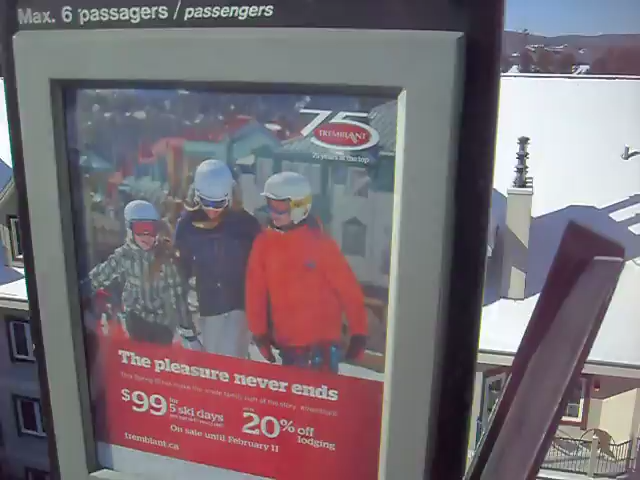 Max. 6 passagers / passengers
75
TREMBLANT
75 years at the top
The pleasure never ends
$99 for 5 ski days
20% off lodging
On sale until February 11
tremblant.ca